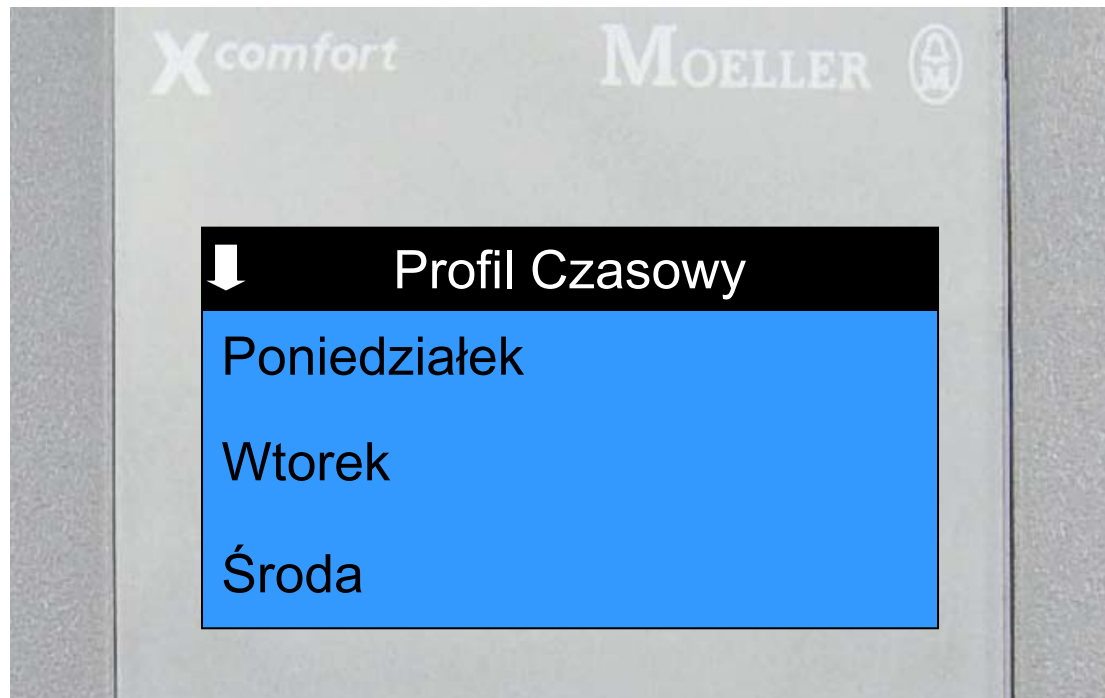 Xcomfort MOELLER
Profil Czasowy
Poniedziałek
Wtorek
Środa